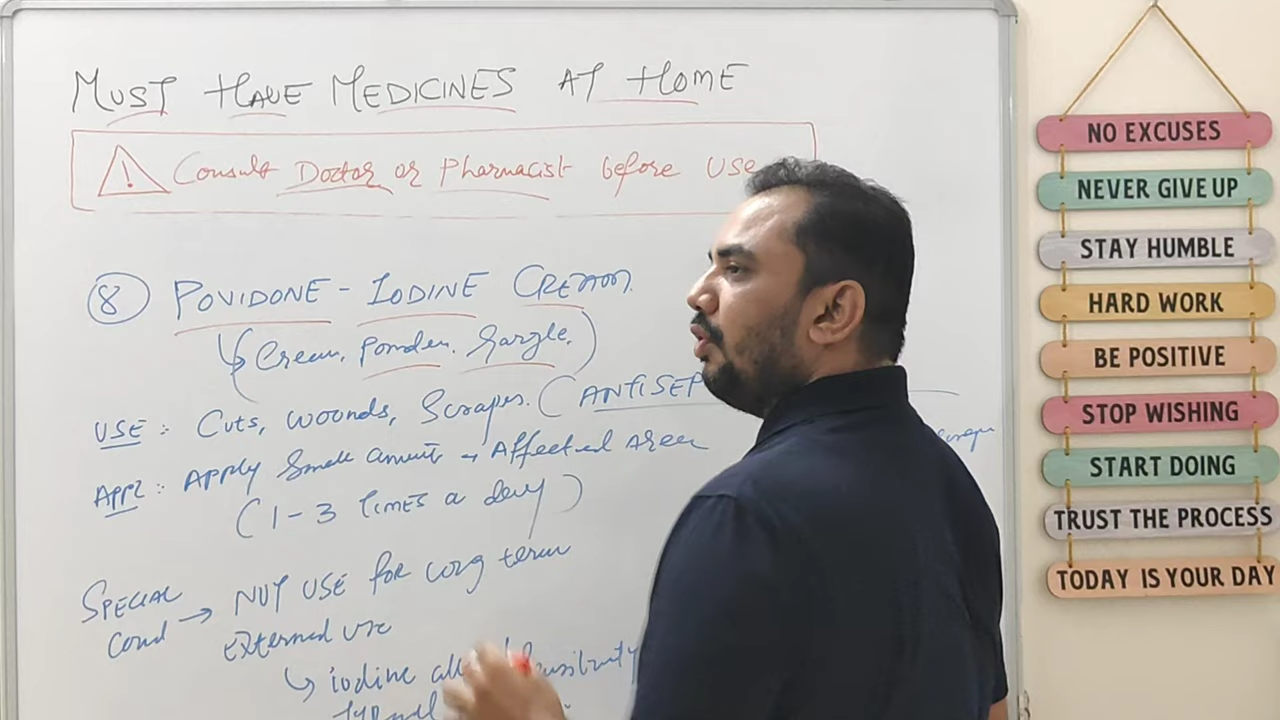 MUST HAVE MEDICINES AT HOME
! Consult Doctor or Pharmacist before use
8 POVIDONE - IODINE CREAM
(Cream, Powder, Gargle.)
USE : Cuts, wounds, Scrapes. (ANTISEP
APPL : APPLY Small amount → Affected Area
(1-3 times a day)
SPECIAL Cond → NOT USE for long term
external use
↳ iodine
NO EXCUSES
NEVER GIVE UP
STAY HUMBLE
HARD WORK
BE POSITIVE
STOP WISHING
START DOING
TRUST THE PROCESS
TODAY IS YOUR DAY